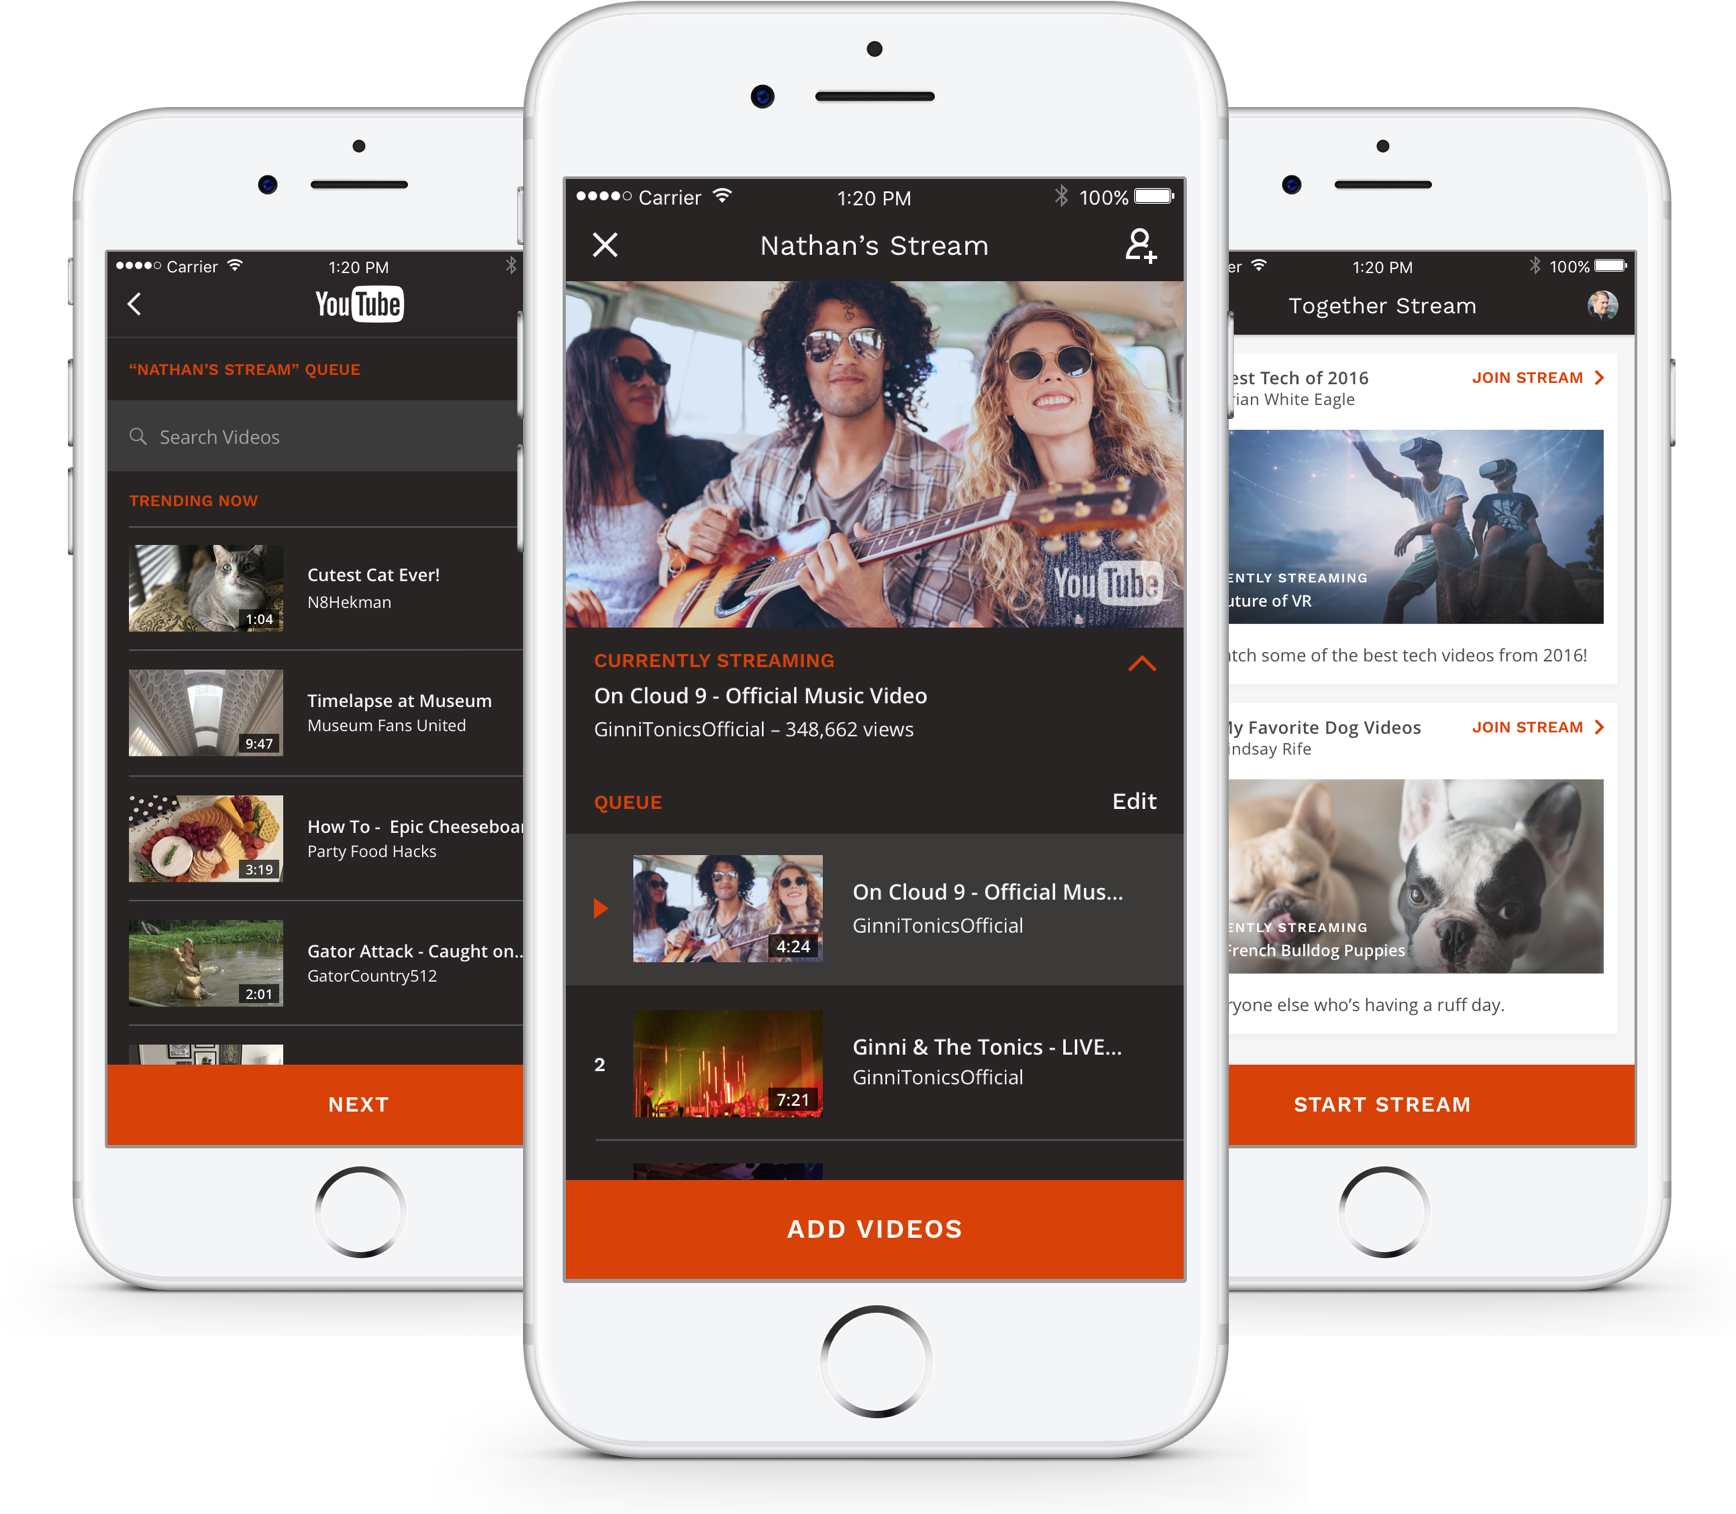 Carrier
1:20 PM
YouTube
“NATHAN’S STREAM” QUEUE
Search Videos
TRENDING NOW
Cutest Cat Ever!
N8Hekman
1:04
Timelapse at Museum
Museum Fans United
9:47
How To - Epic Cheeseboar
Party Food Hacks
3:19
Gator Attack - Caught on...
GatorCountry512
2:01
NEXT
Carrier
1:20 PM
100%
Nathan’s Stream
YouTube
CURRENTLY STREAMING
On Cloud 9 - Official Music Video
GinniTonicsOfficial – 348,662 views
QUEUE
Edit
On Cloud 9 - Official Mus...
GinniTonicsOfficial
4:24
2
Ginni & The Tonics - LIVE...
GinniTonicsOfficial
7:21
ADD VIDEOS
er
1:20 PM
100%
Together Stream
est Tech of 2016
JOIN STREAM
rian White Eagle
ENTLY STREAMING
uture of VR
tch some of the best tech videos from 2016!
y Favorite Dog Videos
JOIN STREAM
indsay Rife
ENTLY STREAMING
French Bulldog Puppies
ryone else who’s having a ruff day.
START STREAM